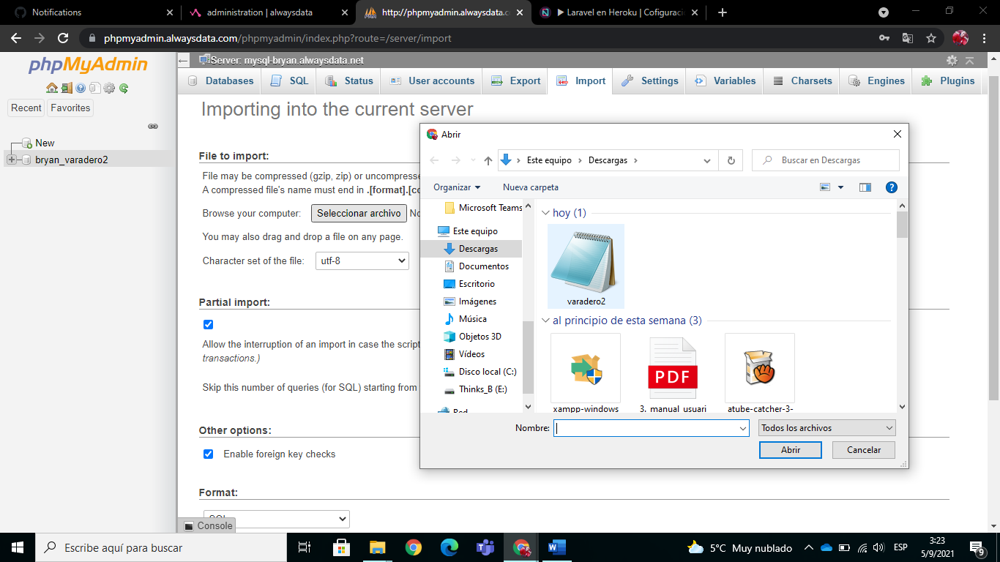 Notifications
administration | alwaysdata
http://phpmyadmin.alwaysdata.c
▶ Laravel en Heroku | Cofiguraci
phpmyadmin.alwaysdata.com/phpmyadmin/index.php?route=/server/import
phpMyAdmin
Recent
Favorites
New
bryan_varadero2
Server: mysql-bryan.alwaysdata.net
Databases
SQL
Status
User accounts
Export
Import
Settings
Variables
Charsets
Engines
Plugins
Importing into the current server
File to import:
File may be compressed (gzip, zip) or uncompresse
A compressed file's name must end in .[format].[co
Browse your computer:
Seleccionar archivo
No
You may also drag and drop a file on any page.
Character set of the file:
utf-8
Partial import:
Allow the interruption of an import in case the script
transactions.)
Skip this number of queries (for SQL) starting from
Other options:
Enable foreign key checks
Format:
SQL
Console
Abrir
Este equipo
Descargas
Buscar en Descargas
Organizar
Nueva carpeta
Microsoft Teams
Este equipo
Descargas
Documentos
Escritorio
Imágenes
Música
Objetos 3D
Vídeos
Disco local (C:)
Thinks_B (E:)
Red
hoy (1)
varadero2
al principio de esta semana (3)
PDF
xampp-windows
3. manual usuari
atube-catcher-3-
Nombre:
Todos los archivos
Abrir
Cancelar
Escribe aquí para buscar
5°C Muy nublado
ESP
3:23
5/9/2021
9